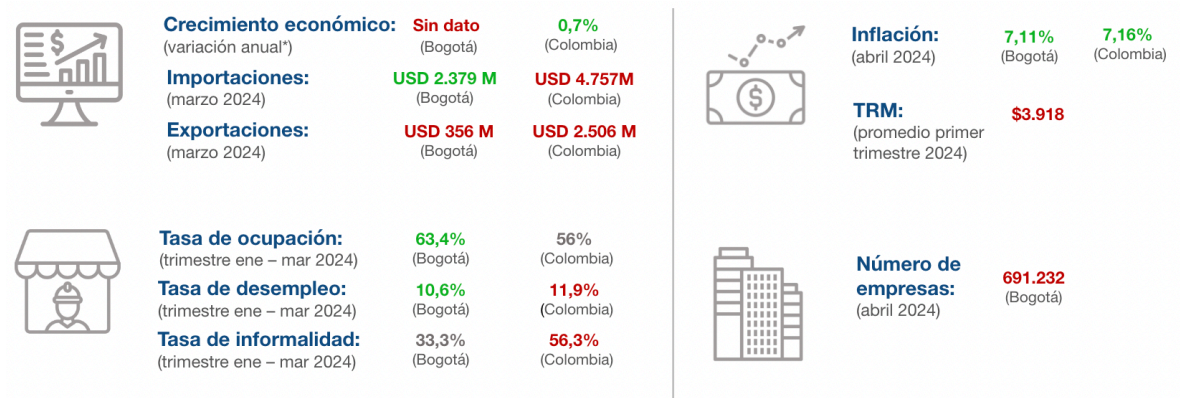 Crecimiento económico: Sin dato 0,7%
(variación anual*) (Bogotá) (Colombia)
Importaciones: USD 2.379 M USD 4.757M
(marzo 2024) (Bogotá) (Colombia)
Exportaciones: USD 356 M USD 2.506 M
(marzo 2024) (Bogotá) (Colombia)
Tasa de ocupación: 63,4% 56%
(trimestre ene – mar 2024) (Bogotá) (Colombia)
Tasa de desempleo: 10,6% 11,9%
(trimestre ene – mar 2024) (Bogotá) (Colombia)
Tasa de informalidad: 33,3% 56,3%
(trimestre ene – mar 2024) (Bogotá) (Colombia)
Inflación: 7,11% 7,16%
(abril 2024) (Bogotá) (Colombia)
TRM: $3.918
(promedio primer
trimestre 2024)
Número de
empresas: 691.232
(abril 2024) (Bogotá)